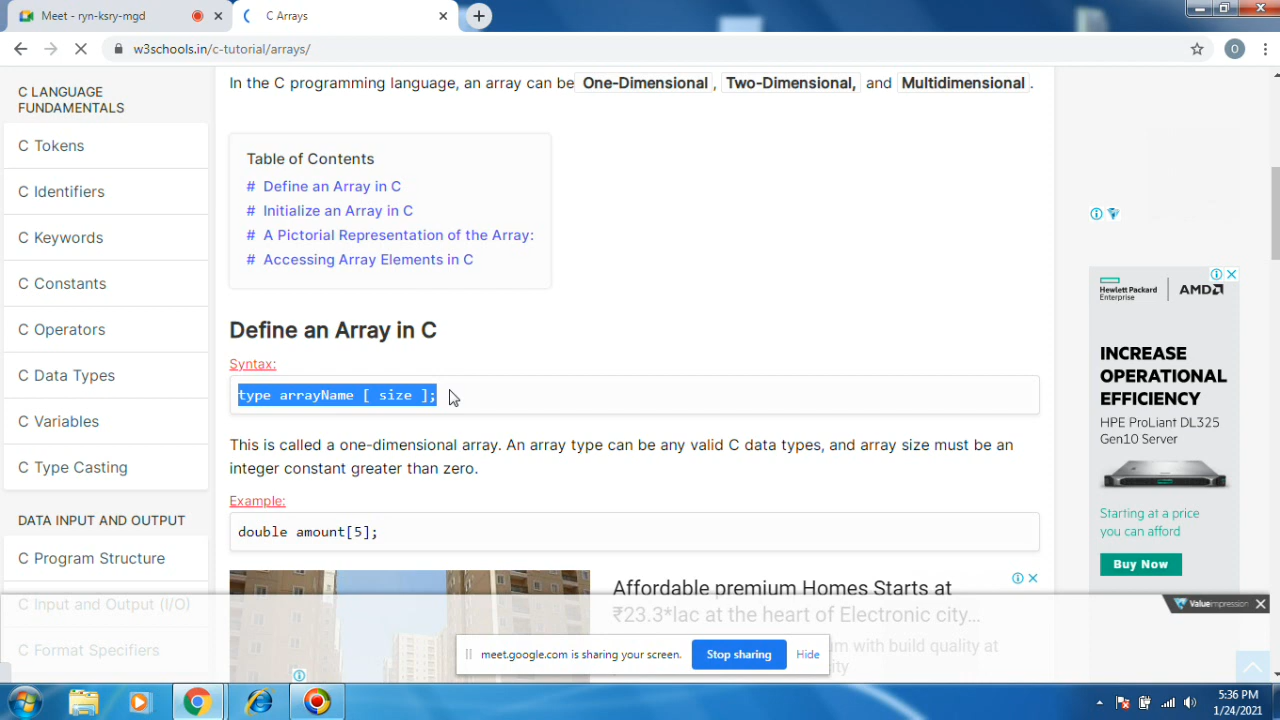 Meet - ryn-ksry-mgd
C Arrays
w3schools.in/c-tutorial/arrays/
O
C LANGUAGE
FUNDAMENTALS
C Tokens
C Identifiers
C Keywords
C Constants
C Operators
C Data Types
C Variables
C Type Casting
DATA INPUT AND OUTPUT
C Program Structure
C Input and Output (I/O)
C Format Specifiers
In the C programming language, an array can be One-Dimensional , Two-Dimensional, and Multidimensional .
Table of Contents
# Define an Array in C
# Initialize an Array in C
# A Pictorial Representation of the Array:
# Accessing Array Elements in C
Define an Array in C
Syntax:
type arrayName [ size ];
This is called a one-dimensional array. An array type can be any valid C data types, and array size must be an
integer constant greater than zero.
Example:
double amount[5];
Affordable premium Homes Starts at
₹23.3*lac at the heart of Electronic city...
um with build quality at
ity
Hewlett Packard
Enterprise
AMD
INCREASE
OPERATIONAL
EFFICIENCY
HPE ProLiant DL325
Gen10 Server
Starting at a price
you can afford
Buy Now
Valueimpression
meet.google.com is sharing your screen.
Stop sharing
Hide
5:36 PM
1/24/2021